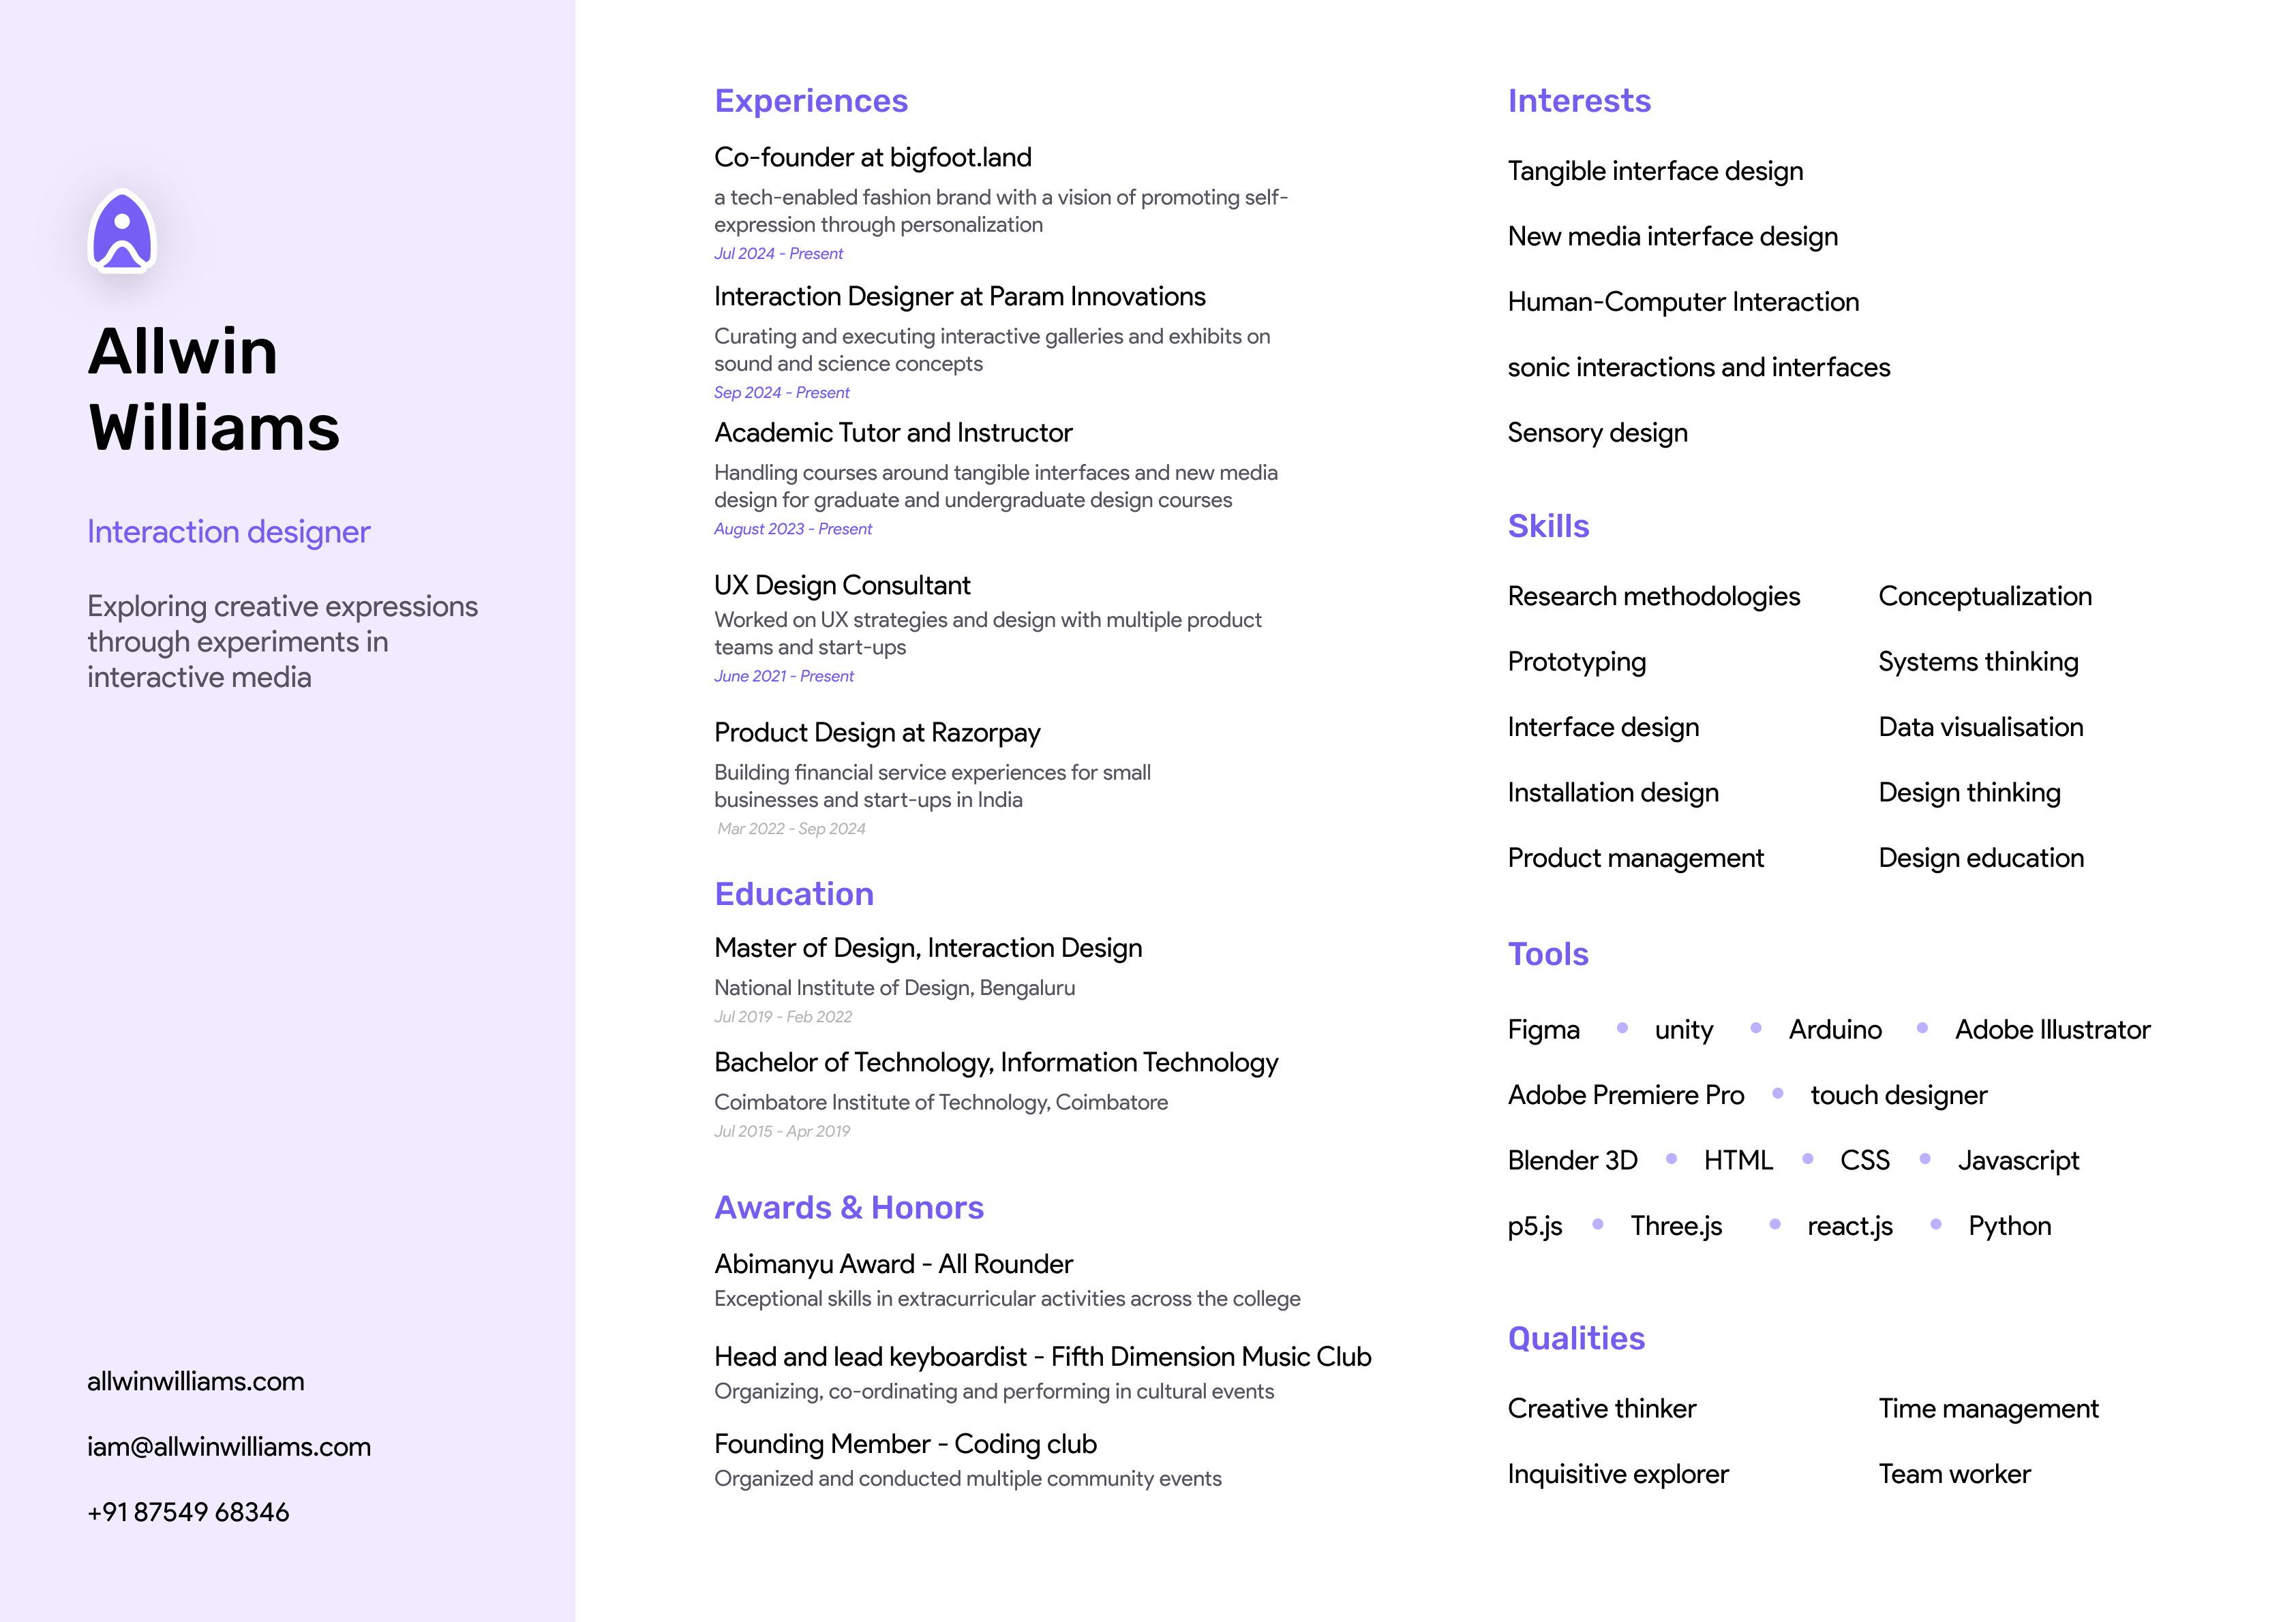 Allwin
Williams
Interaction designer
Exploring creative expressions
through experiments in
interactive media
allwinwilliams.com
iam@allwinwilliams.com
+91 87549 68346
Experiences
Co-founder at bigfoot.land
a tech-enabled fashion brand with a vision of promoting self-
expression through personalization
Jul 2024 - Present
Interaction Designer at Param Innovations
Curating and executing interactive galleries and exhibits on
sound and science concepts
Sep 2024 - Present
Academic Tutor and Instructor
Handling courses around tangible interfaces and new media
design for graduate and undergraduate design courses
August 2023 - Present
UX Design Consultant
Worked on UX strategies and design with multiple product
teams and start-ups
June 2021 - Present
Product Design at Razorpay
Building financial service experiences for small
businesses and start-ups in India
Mar 2022 - Sep 2024
Education
Master of Design, Interaction Design
National Institute of Design, Bengaluru
Jul 2019 - Feb 2022
Bachelor of Technology, Information Technology
Coimbatore Institute of Technology, Coimbatore
Jul 2015 - Apr 2019
Awards & Honors
Abimanyu Award - All Rounder
Exceptional skills in extracurricular activities across the college
Head and lead keyboardist - Fifth Dimension Music Club
Organizing, co-ordinating and performing in cultural events
Founding Member - Coding club
Organized and conducted multiple community events
Interests
Tangible interface design
New media interface design
Human-Computer Interaction
sonic interactions and interfaces
Sensory design
Skills
Research methodologies Conceptualization
Prototyping Systems thinking
Interface design Data visualisation
Installation design Design thinking
Product management Design education
Tools
Figma • unity • Arduino • Adobe Illustrator
Adobe Premiere Pro • touch designer
Blender 3D • HTML • CSS • Javascript
p5.js • Three.js • react.js • Python
Qualities
Creative thinker Time management
Inquisitive explorer Team worker